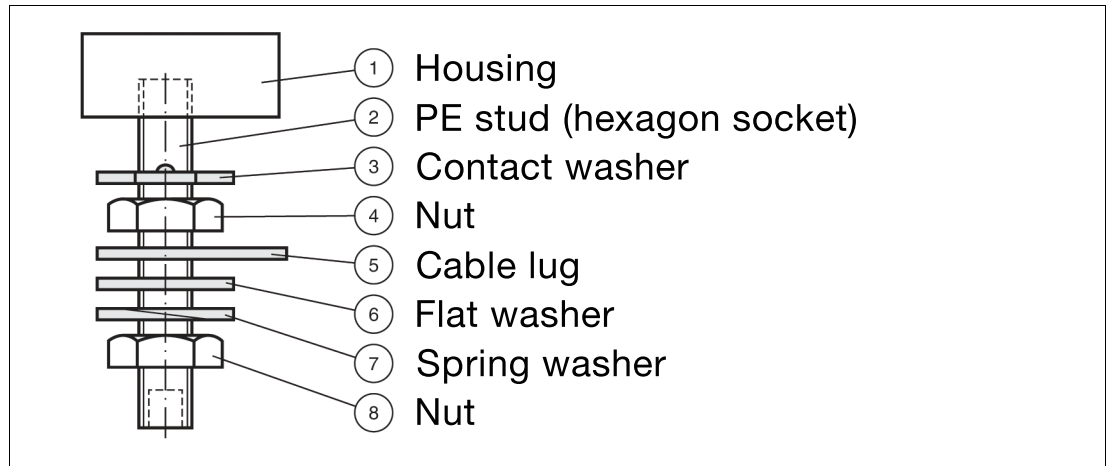 1 Housing
2 PE stud (hexagon socket)
3 Contact washer
4 Nut
5 Cable lug
6 Flat washer
7 Spring washer
8 Nut